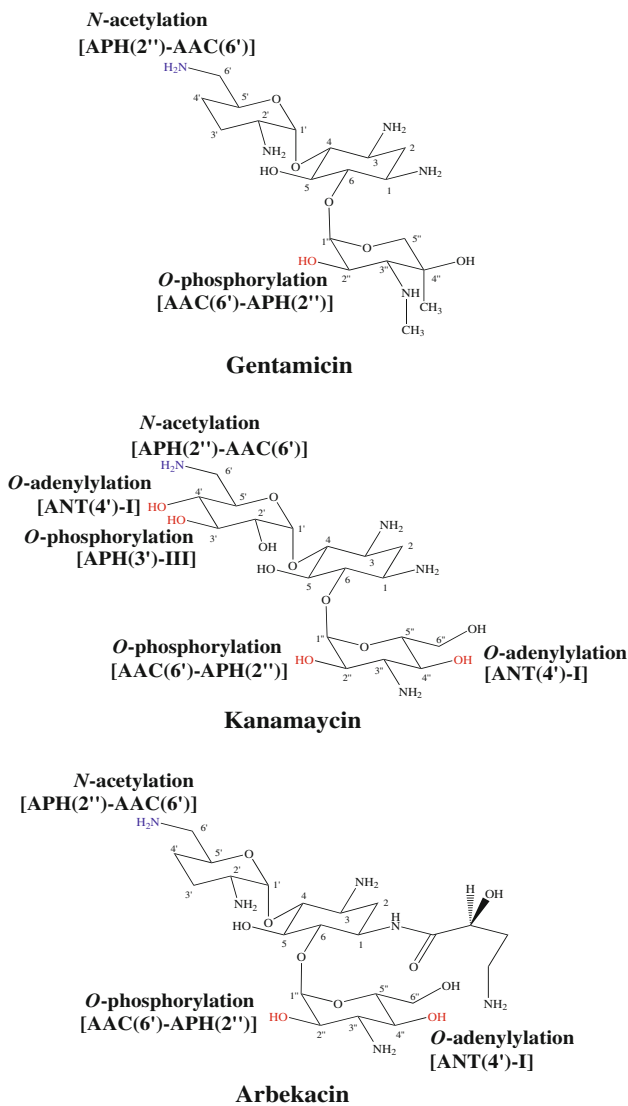 N-acetylation
[APH(2'')-AAC(6')]
H₂N 6'
4' 5' O
3' 2' 1'
NH₂ O
NH₂
4 3 2
HO 5 6 1 NH₂
O
1'' O 5''
HO 2'' 3'' 4'' OH
NH CH₃
CH₃
O-phosphorylation
[AAC(6')-APH(2'')]
Gentamicin
N-acetylation
[APH(2'')-AAC(6')]
H₂N 6'
O-adenylylation
[ANT(4')-I]
HO 4' 5' O
HO 3' 2' 1'
OH O
O-phosphorylation
[APH(3')-III]
NH₂
4 3 2
HO 5 6 1 NH₂
O
1'' O 5'' 6'' OH
HO 2'' 3'' 4'' OH
NH₂
O-phosphorylation
[AAC(6')-APH(2'')]
O-adenylylation
[ANT(4')-I]
Kanamaycin
N-acetylation
[APH(2'')-AAC(6')]
H₂N 6'
4' 5' O
3' 2' 1'
NH₂ O
NH₂
4 3 2
HO 5 6 1 H N
O
H OH
O
NH₂
1'' O 5'' 6'' OH
HO 2'' 3'' 4'' OH
NH₂
O-phosphorylation
[AAC(6')-APH(2'')]
O-adenylylation
[ANT(4')-I]
Arbekacin